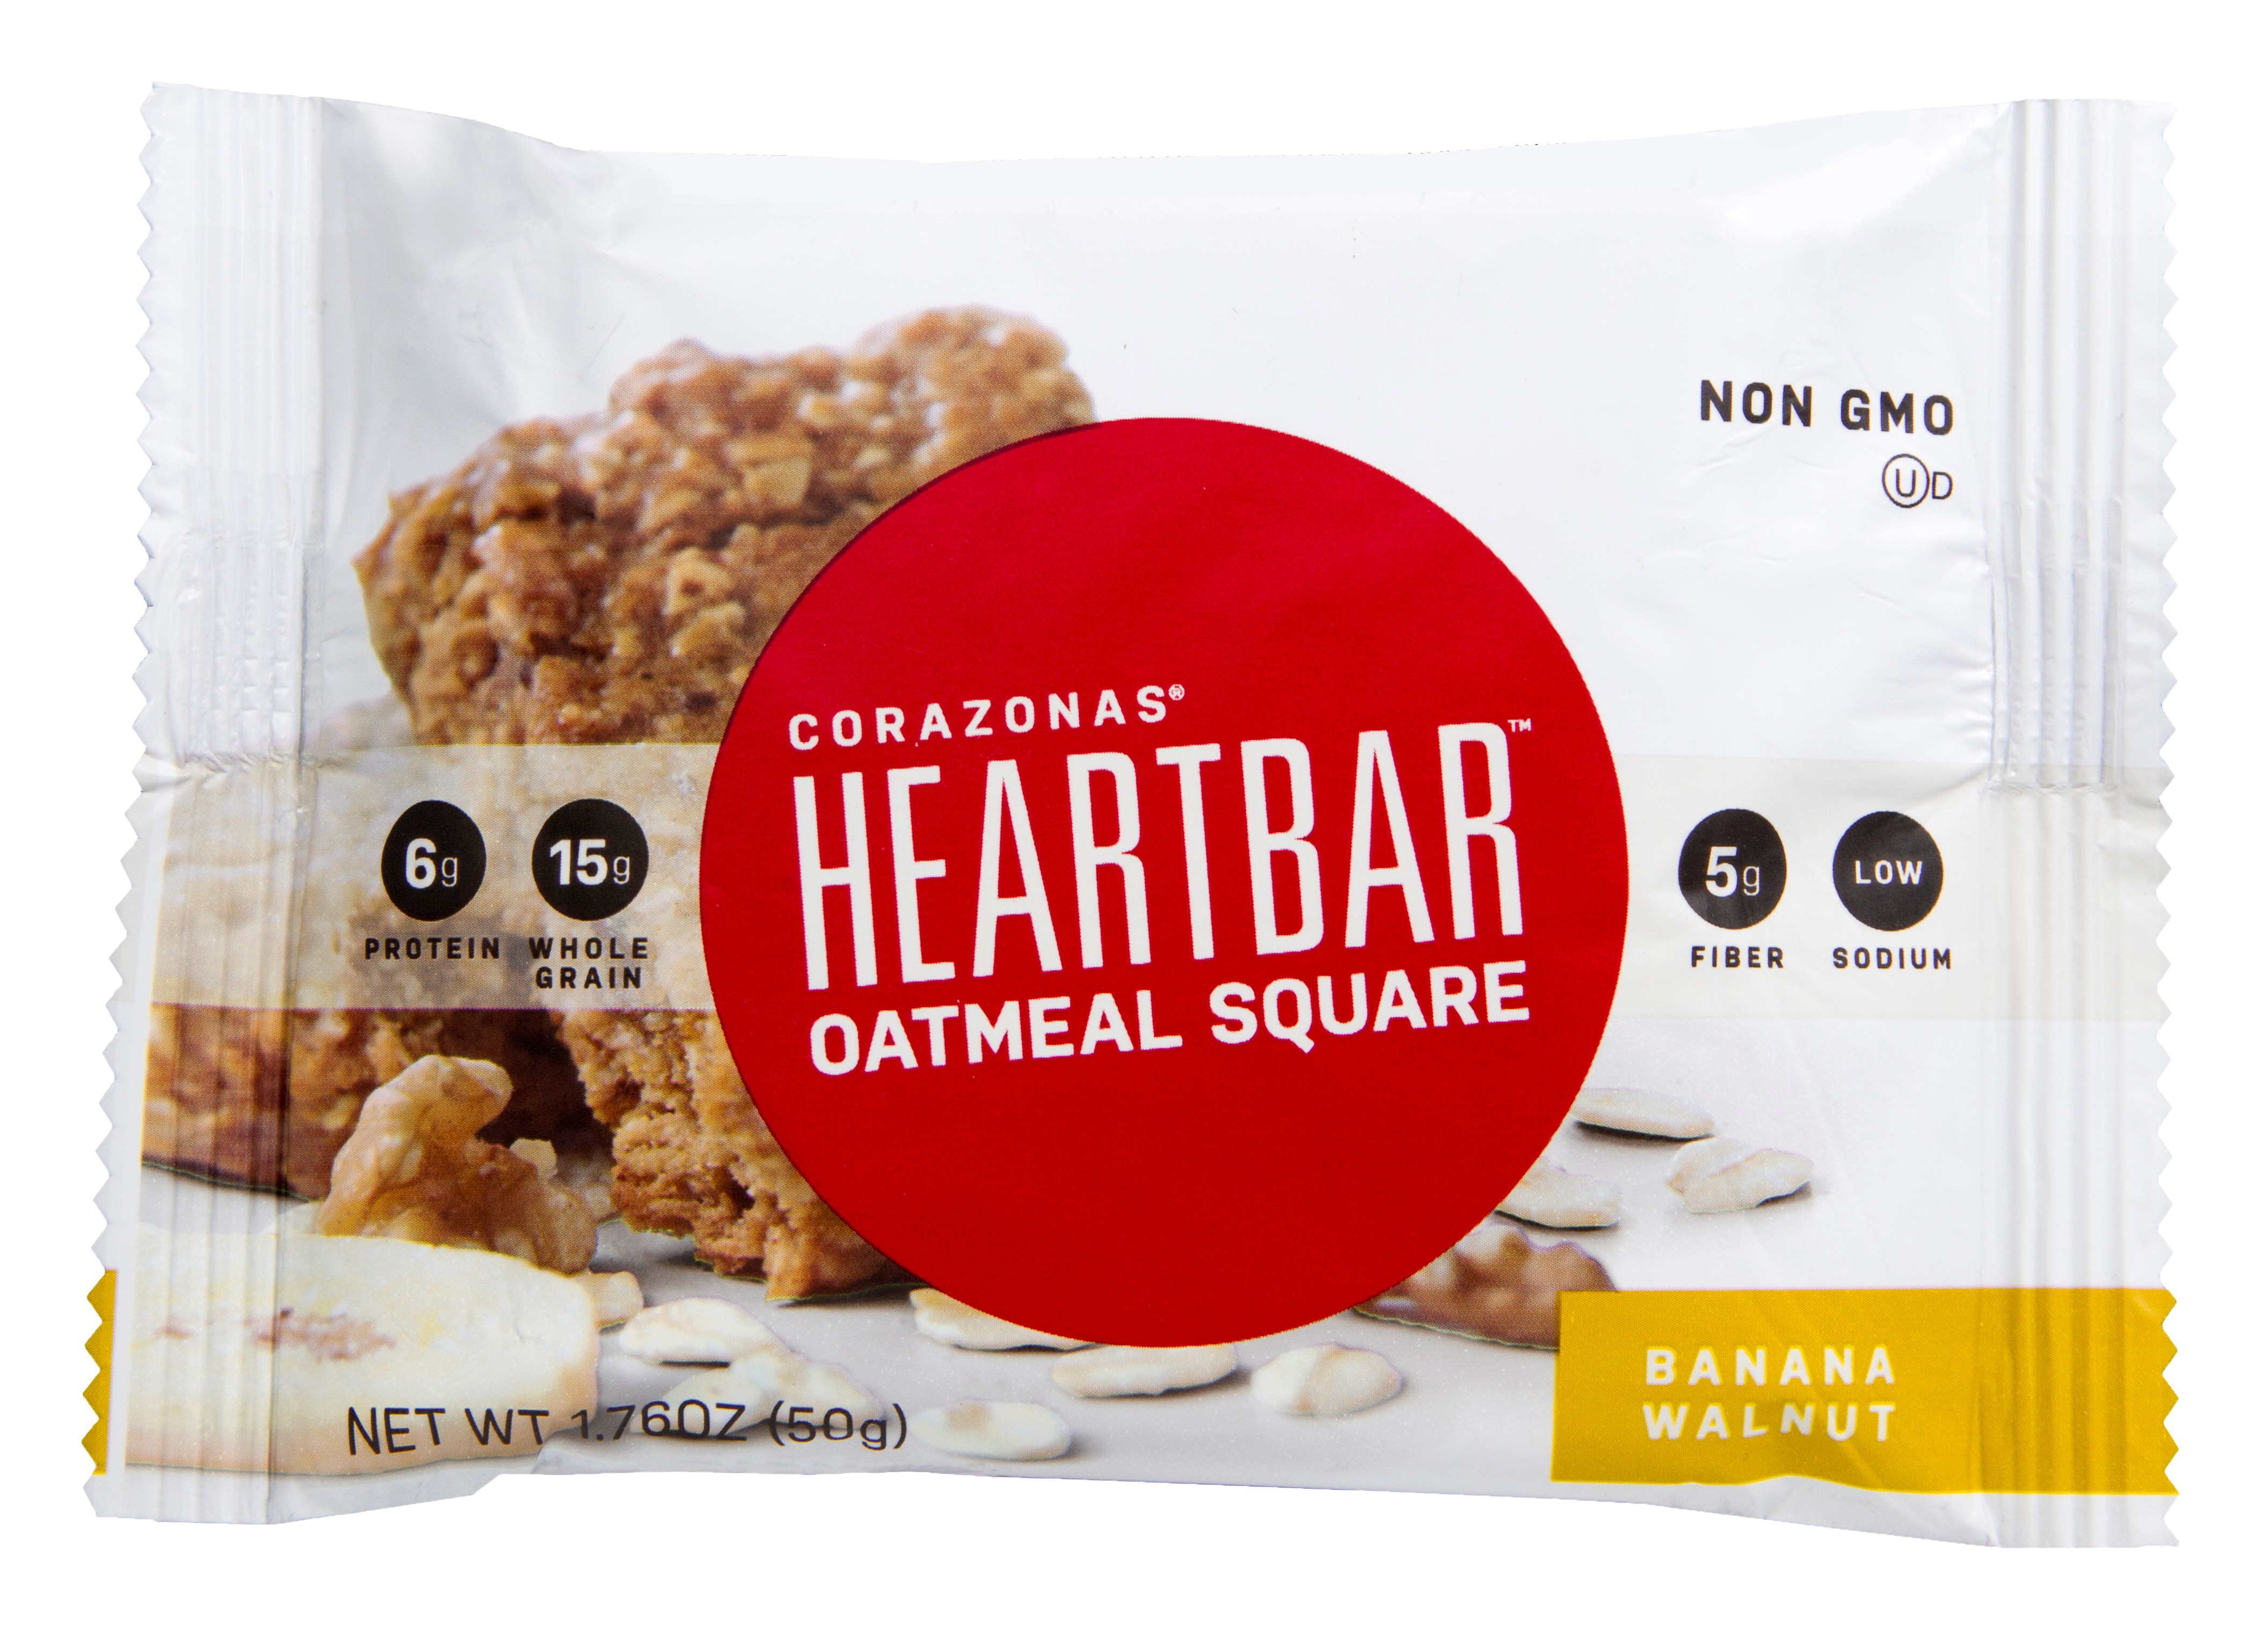 NON GMO
ⓊD
CORAZONAS®
HEARTBAR™
OATMEAL SQUARE
6g
PROTEIN
15g
WHOLE
GRAIN
5g
FIBER
LOW
SODIUM
BANANA
WALNUT
NET WT 1.76OZ (50g)